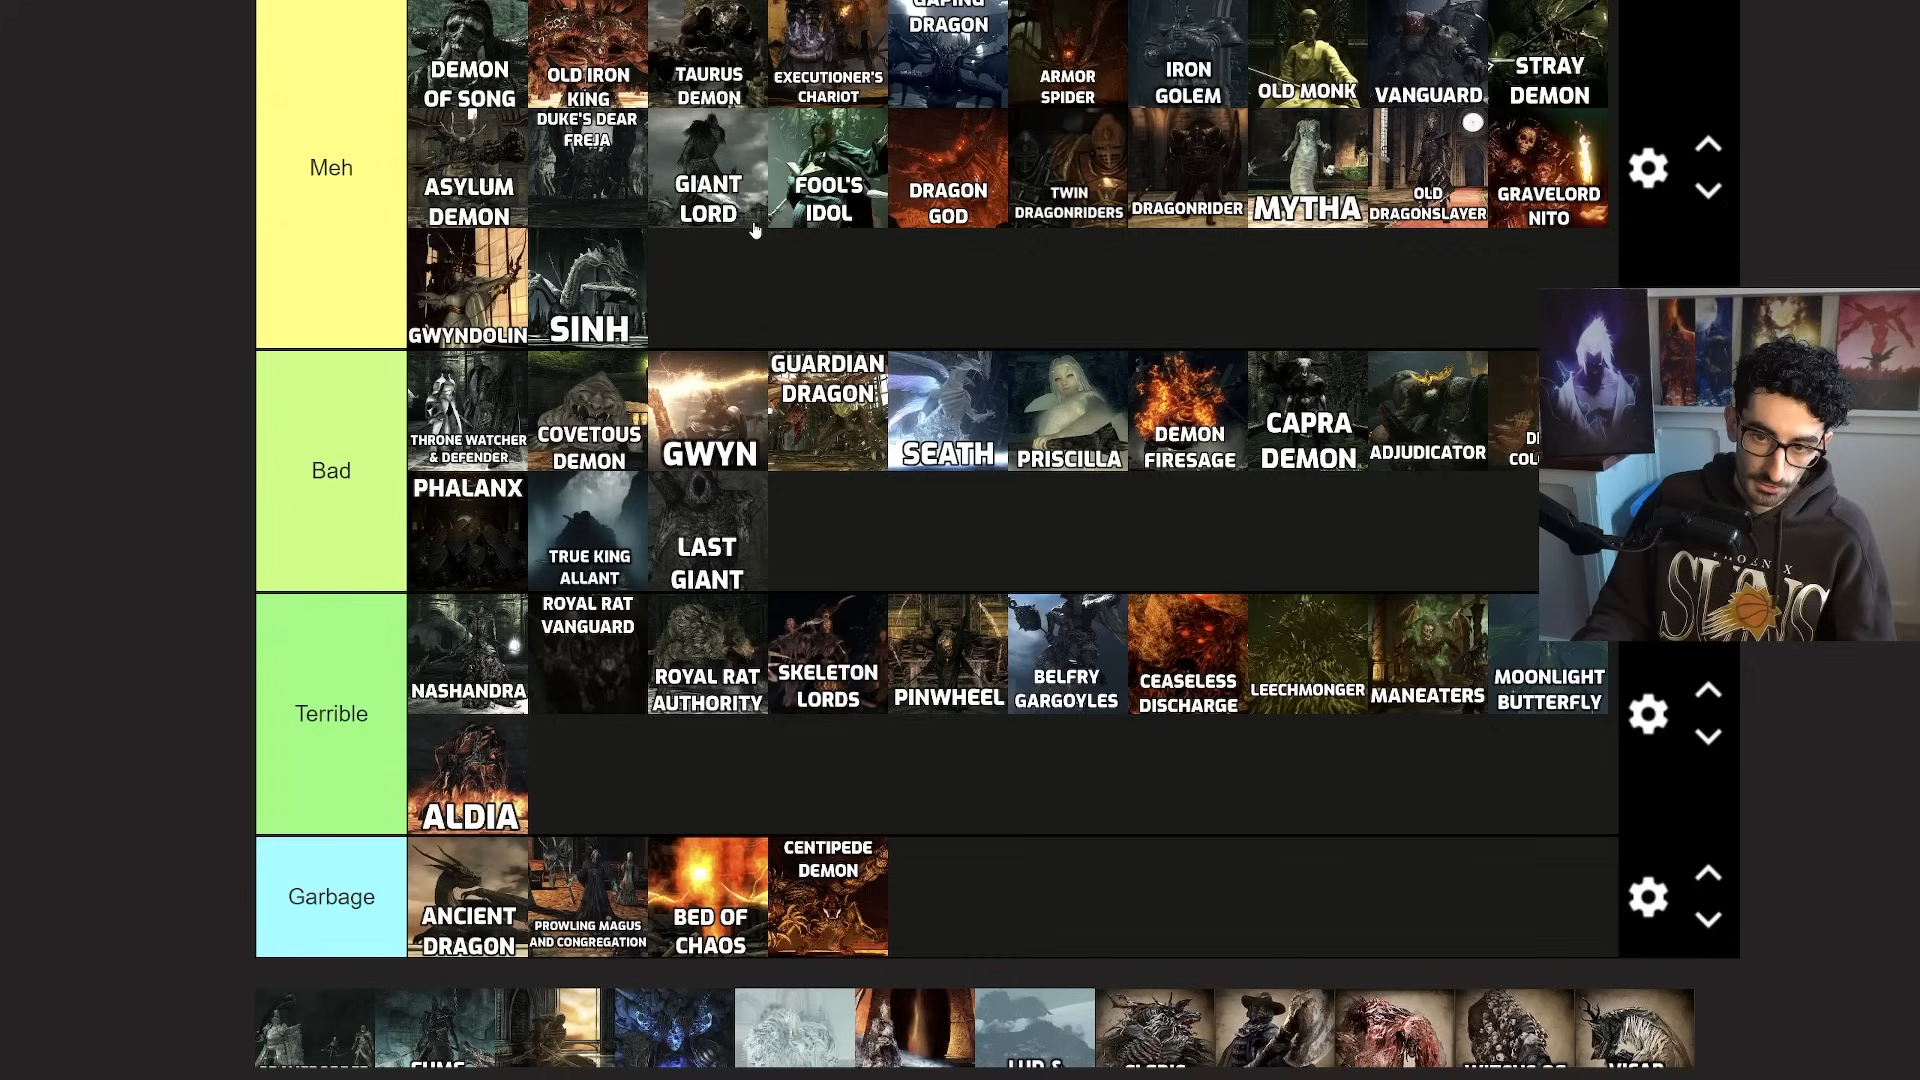 Meh
DEMON
OF SONG
OLD IRON
KING
TAURUS
DEMON
EXECUTIONER'S
CHARIOT
GAPING
DRAGON
ARMOR
SPIDER
IRON
GOLEM
OLD MONK
VANGUARD
STRAY
DEMON
ASYLUM
DEMON
DUKE'S DEAR
FREJA
GIANT
LORD
FOOL'S
IDOL
DRAGON
GOD
TWIN
DRAGONRIDERS
DRAGONRIDER
MYTHA
OLD
DRAGONSLAYER
GRAVELORD
NITO
GWYNDOLIN
SINH
Bad
THRONE WATCHER
& DEFENDER
COVETOUS
DEMON
GWYN
GUARDIAN
DRAGON
SEATH
PRISCILLA
DEMON
FIRESAGE
CAPRA
DEMON
ADJUDICATOR
PHALANX
TRUE KING
ALLANT
LAST
GIANT
Terrible
NASHANDRA
ROYAL RAT
VANGUARD
ROYAL RAT
AUTHORITY
SKELETON
LORDS
PINWHEEL
BELFRY
GARGOYLES
CEASELESS
DISCHARGE
LEECHMONGER
MANEATERS
MOONLIGHT
BUTTERFLY
ALDIA
Garbage
ANCIENT
DRAGON
PROWLING MAGUS
AND CONGREGATION
BED OF
CHAOS
CENTIPEDE
DEMON